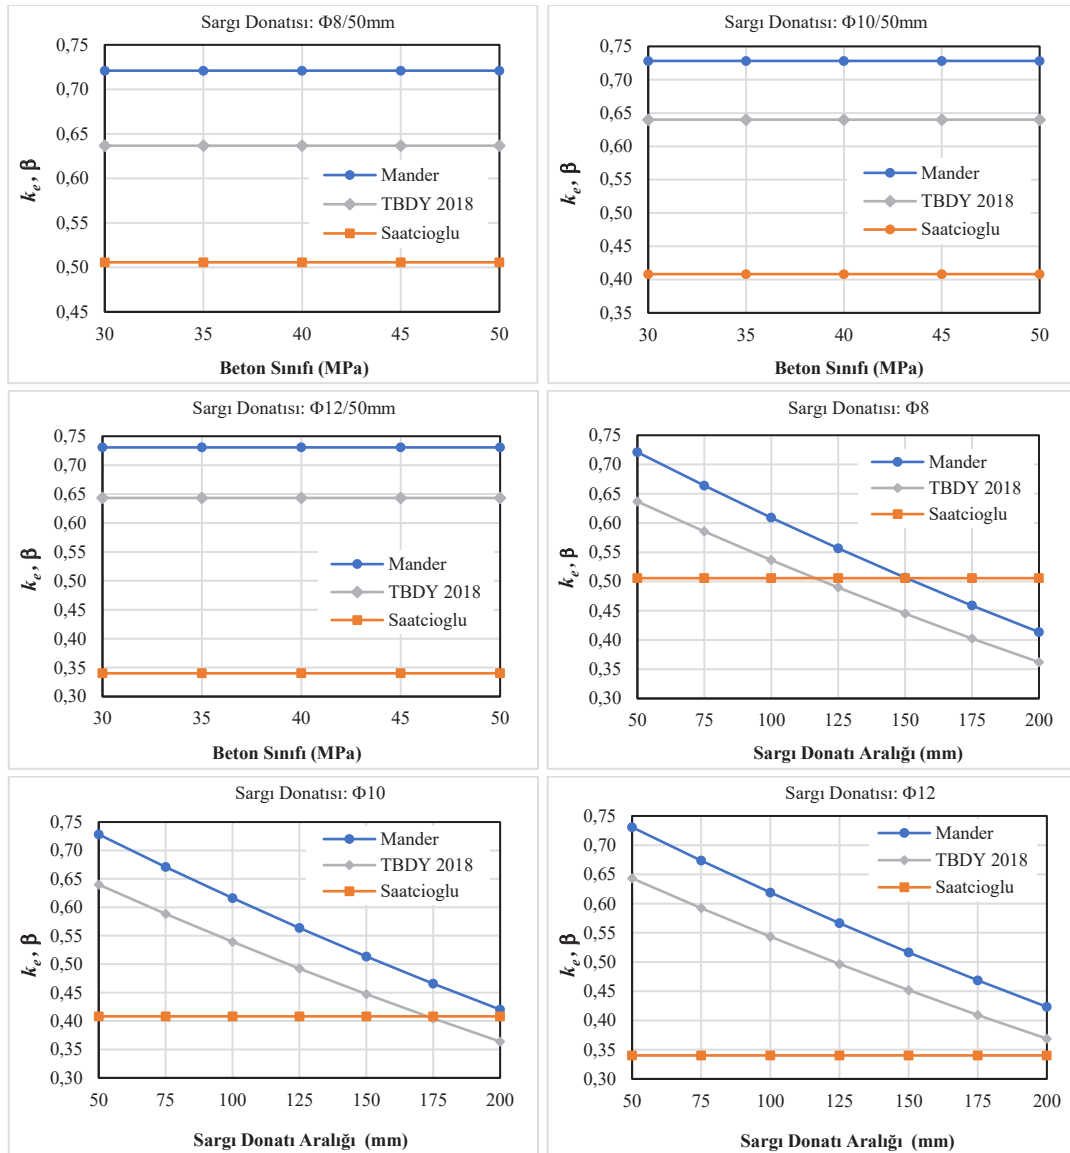 Sargı Donatısı: Φ8/50mm
0,75
0,70
0,65
0,60
0,55
0,50
0,45
kₑ, β
Mander
TBDY 2018
Saatcioglu
30 35 40 45 50
Beton Sınıfı (MPa)
Sargı Donatısı: Φ10/50mm
0,75
0,70
0,65
0,60
0,55
0,50
0,45
0,40
0,35
kₑ, β
Mander
TBDY 2018
Saatcioglu
30 35 40 45 50
Beton Sınıfı (MPa)
Sargı Donatısı: Φ12/50mm
0,75
0,70
0,65
0,60
0,55
0,50
0,45
0,40
0,35
0,30
kₑ, β
Mander
TBDY 2018
Saatcioglu
30 35 40 45 50
Beton Sınıfı (MPa)
Sargı Donatısı: Φ8
0,75
0,70
0,65
0,60
0,55
0,50
0,45
0,40
0,35
0,30
kₑ, β
Mander
TBDY 2018
Saatcioglu
50 75 100 125 150 175 200
Sargı Donatı Aralığı (mm)
Sargı Donatısı: Φ10
0,75
0,70
0,65
0,60
0,55
0,50
0,45
0,40
0,35
0,30
kₑ, β
Mander
TBDY 2018
Saatcioglu
50 75 100 125 150 175 200
Sargı Donatı Aralığı (mm)
Sargı Donatısı: Φ12
0,75
0,70
0,65
0,60
0,55
0,50
0,45
0,40
0,35
0,30
kₑ, β
Mander
TBDY 2018
Saatcioglu
50 75 100 125 150 175 200
Sargı Donatı Aralığı (mm)